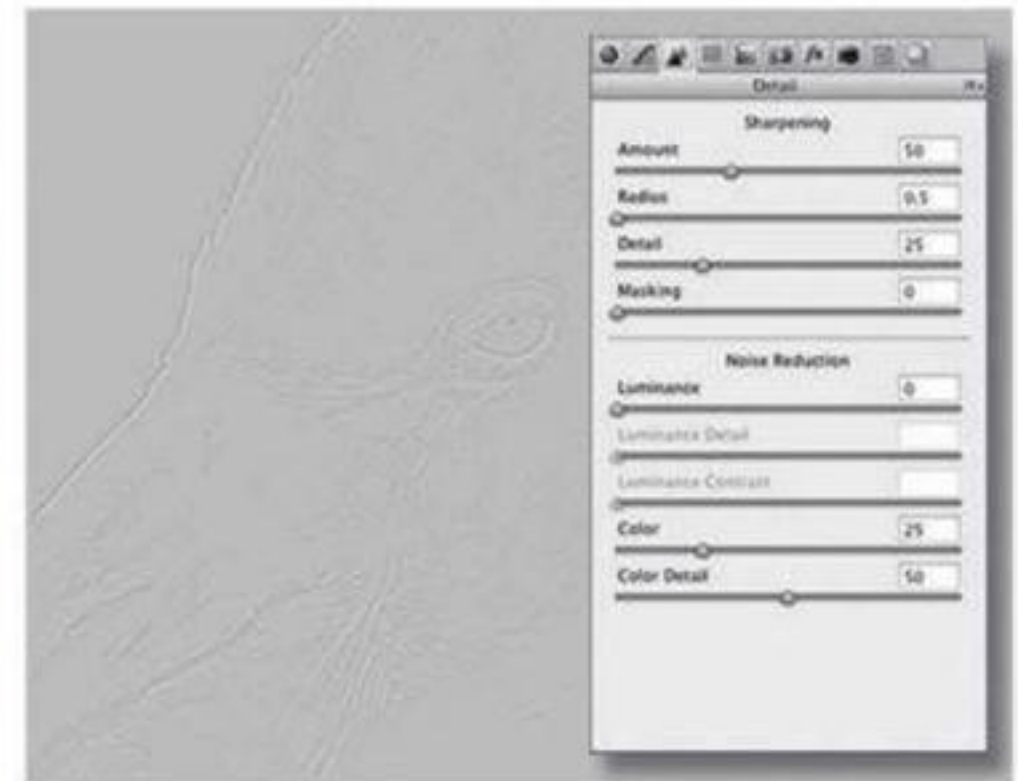 Detail
Sharpening
Amount 50
Radius 0.5
Detail 25
Masking 0
Noise Reduction
Luminance 0
Luminance Detail
Luminance Contrast
Color 25
Color Detail 50